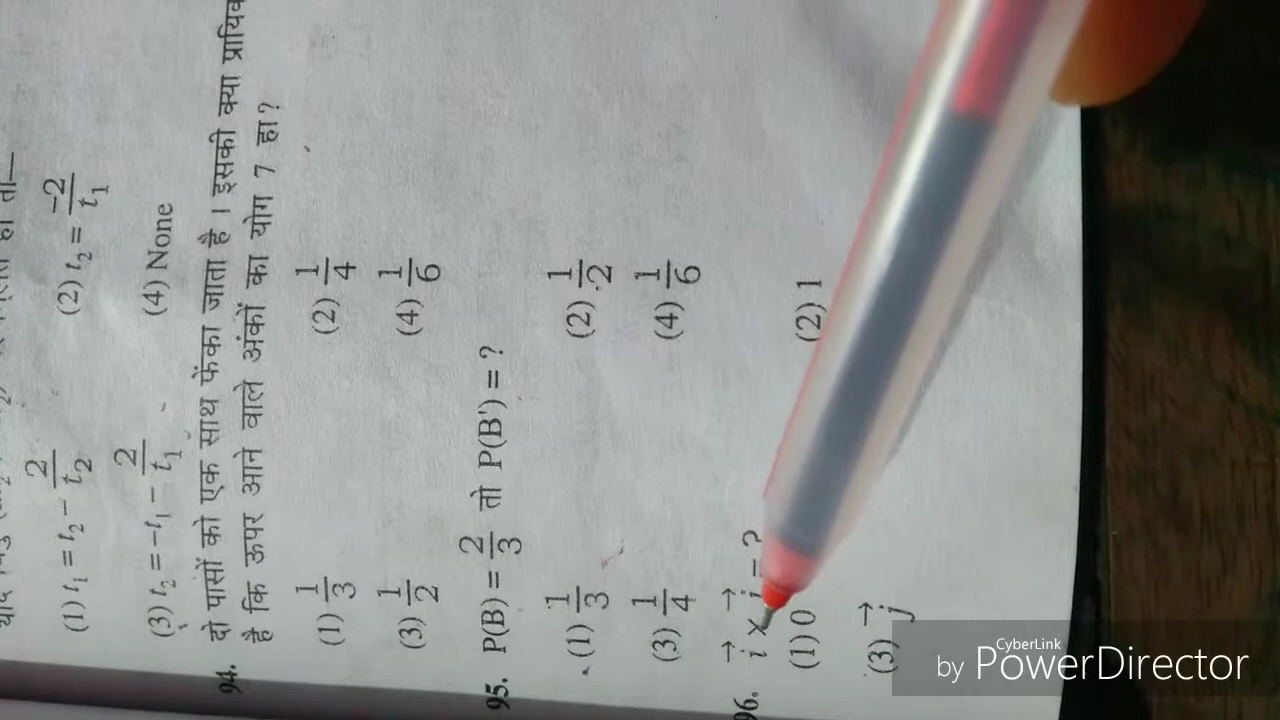 (1) t₁ = t₂ − 2/t₂ (2) t₂ = −2/t₁
(3) t₂ = −t₁ − 2/t₁ (4) None
94. दो पासों को एक साथ फेंका जाता है । इसकी क्या
है कि ऊपर आने वाले अंकों का योग 7 हा?
(1) 1/3 (2) 1/4
(3) 1/2 (4) 1/6
95. P(B) = 2/3 तो P(B') = ?
(1) 1/3 (2) 1/2
(3) 1/4 (4) 1/6
96. i⃗ × i⃗ = ?
(1) 0 (2) 1
(3) j⃗
by CyberLink PowerDirector